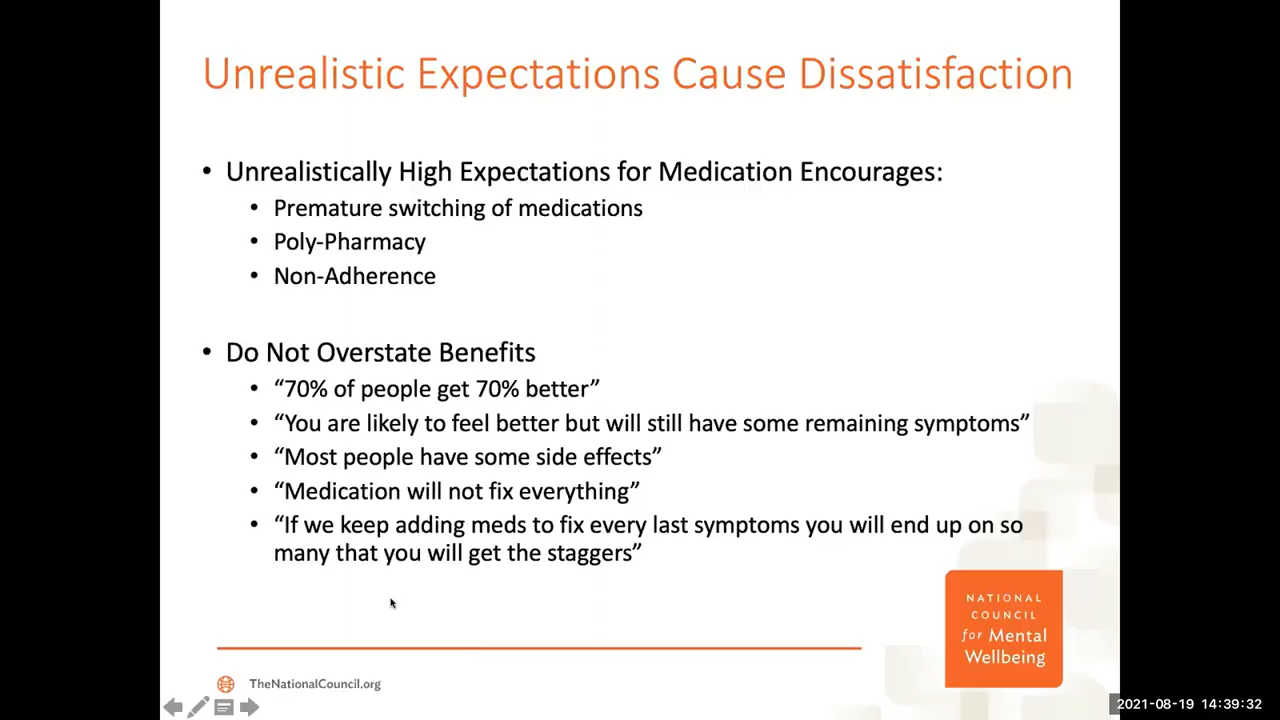 Unrealistic Expectations Cause Dissatisfaction
• Unrealistically High Expectations for Medication Encourages:
• Premature switching of medications
• Poly-Pharmacy
• Non-Adherence
• Do Not Overstate Benefits
• “70% of people get 70% better”
• “You are likely to feel better but will still have some remaining symptoms”
• “Most people have some side effects”
• “Medication will not fix everything”
• “If we keep adding meds to fix every last symptoms you will end up on so
many that you will get the staggers”
NATIONAL
COUNCIL
for Mental
Wellbeing
TheNationalCouncil.org
2021-08-19 14:39:32